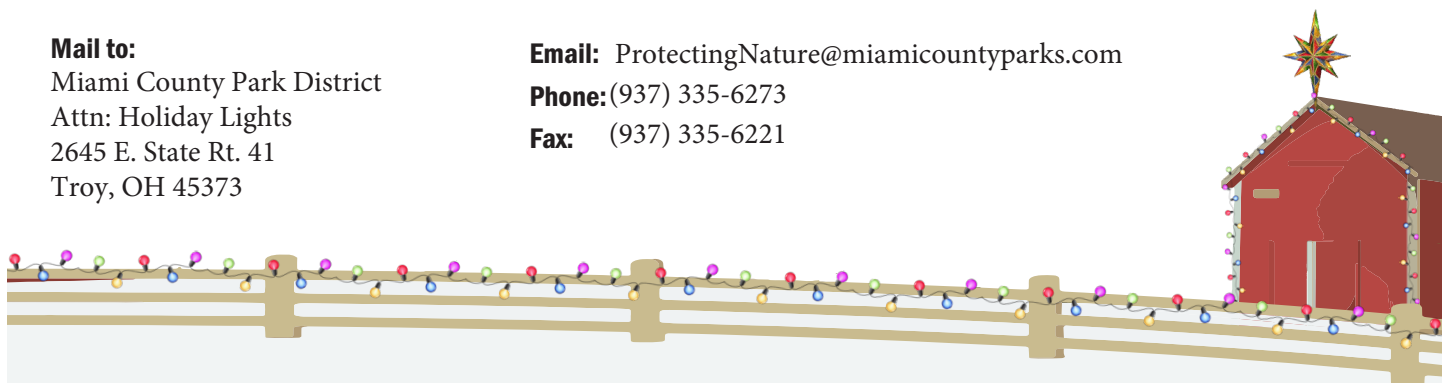 Mail to:
Miami County Park District
Attn: Holiday Lights
2645 E. State Rt. 41
Troy, OH 45373
Email: ProtectingNature@miamicountyparks.com
Phone: (937) 335-6273
Fax: (937) 335-6221